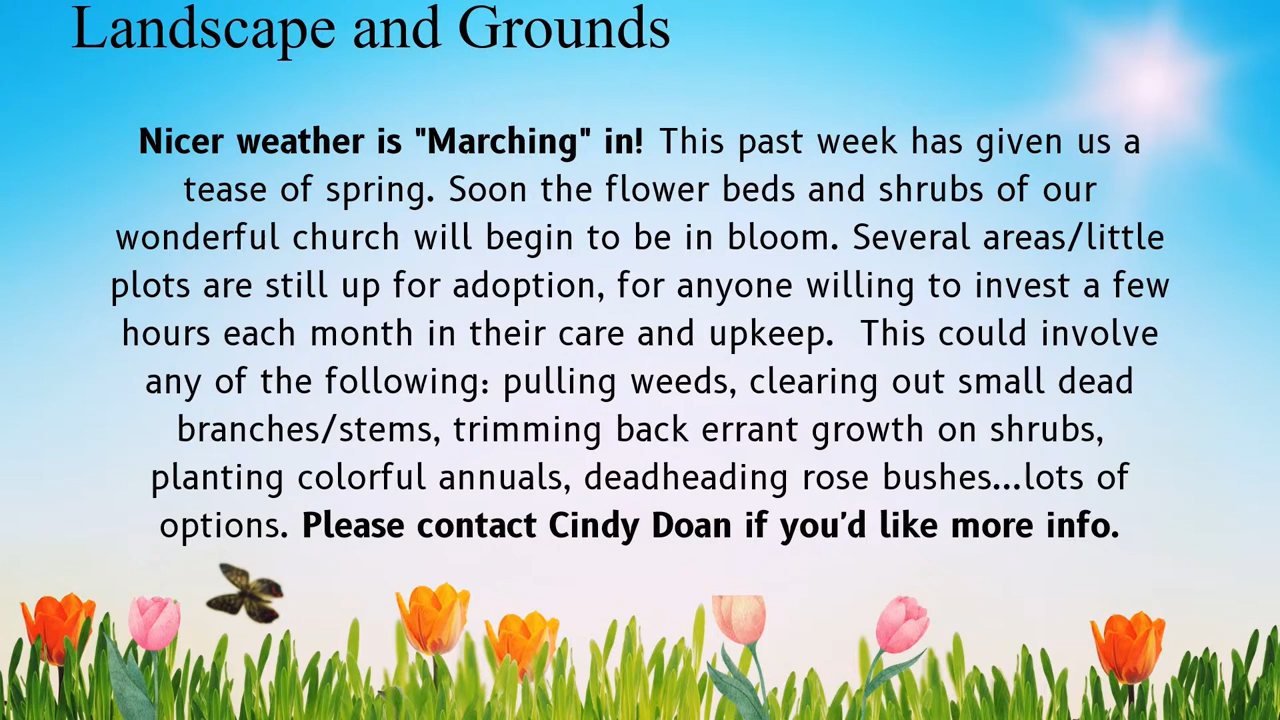 Landscape and Grounds
Nicer weather is "Marching" in! This past week has given us a
tease of spring. Soon the flower beds and shrubs of our
wonderful church will begin to be in bloom. Several areas/little
plots are still up for adoption, for anyone willing to invest a few
hours each month in their care and upkeep.  This could involve
any of the following: pulling weeds, clearing out small dead
branches/stems, trimming back errant growth on shrubs,
planting colorful annuals, deadheading rose bushes...lots of
options. Please contact Cindy Doan if you'd like more info.